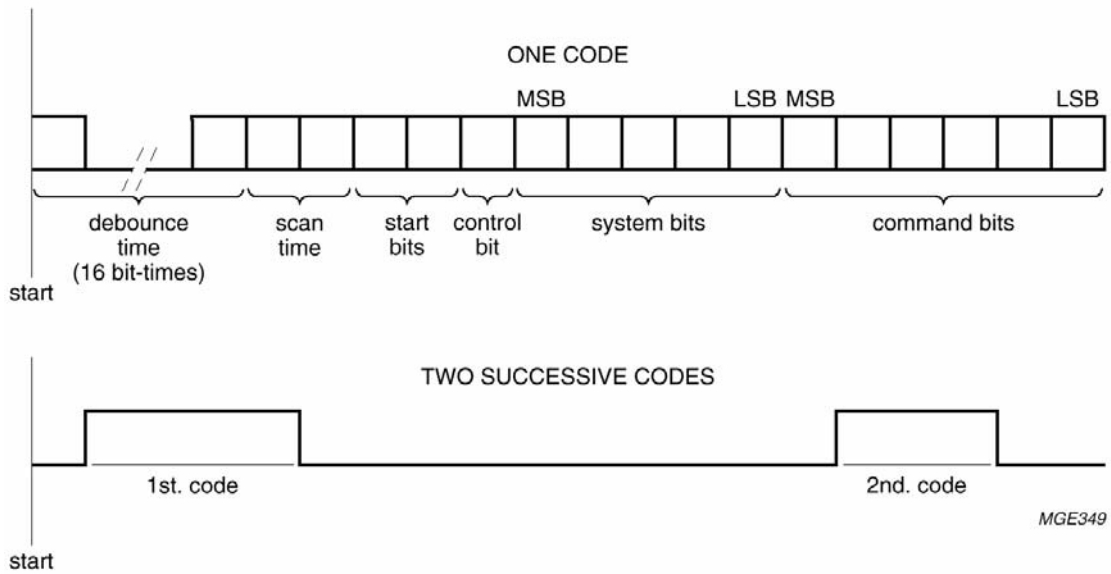 ONE CODE
MSB LSB MSB LSB
debounce time (16 bit-times)
scan time
start bits
control bit
system bits
command bits
start
TWO SUCCESSIVE CODES
1st. code
2nd. code
MGE349
start